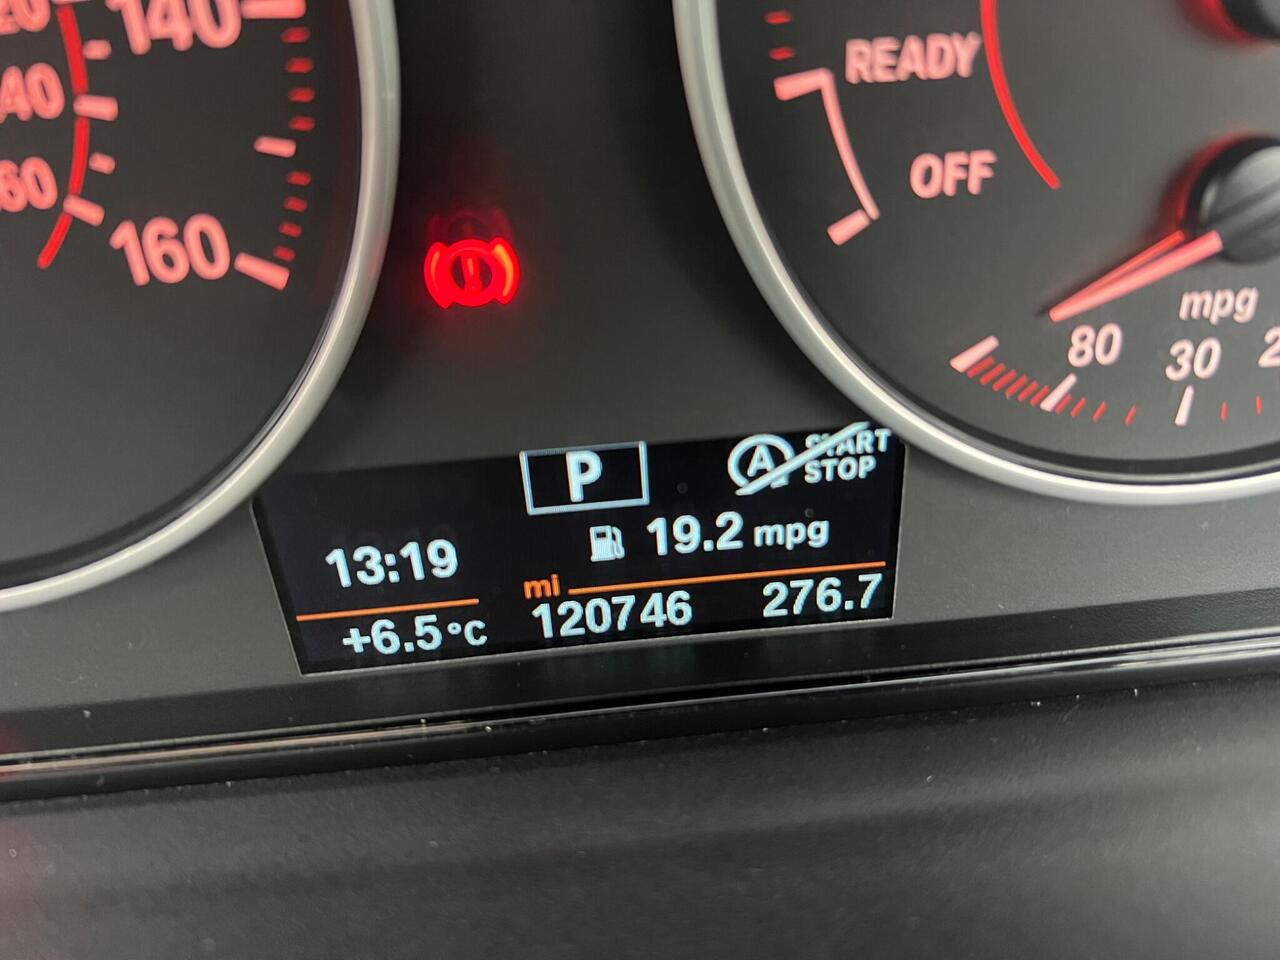 140
40
60
160
READY
OFF
mpg
80
30
P
A
START
STOP
13:19
19.2 mpg
mi
+6.5°C
120746
276.7